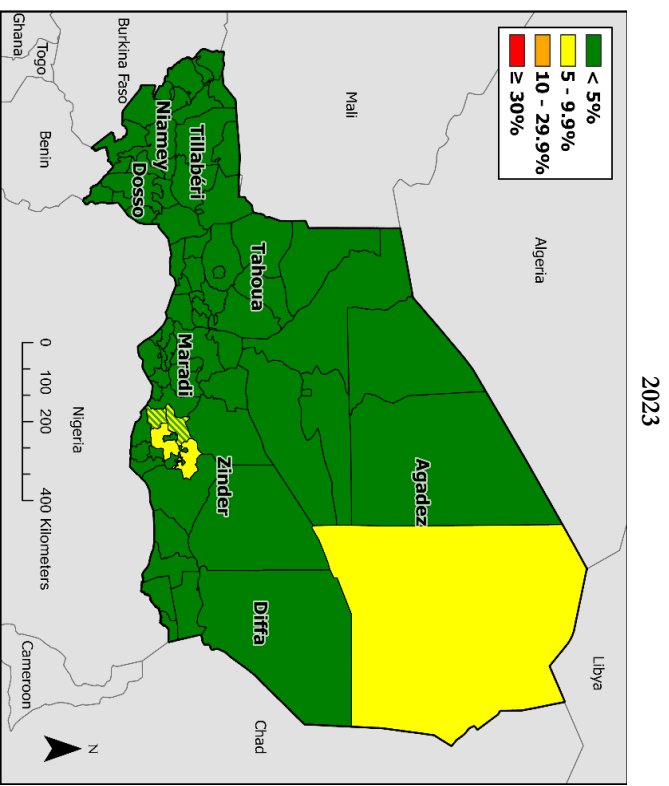 2023
< 5%
5 - 9.9%
10 - 29.9%
≥ 30%
Algeria
Libya
Mali
Agadez
Tahoua
Chad
Diffa
Zinder
Tillabéri
Niamey
Dosso
Maradi
Burkina Faso
Togo
Ghana
Benin
Nigeria
Cameroon
0 100 200 400 Kilometers
N